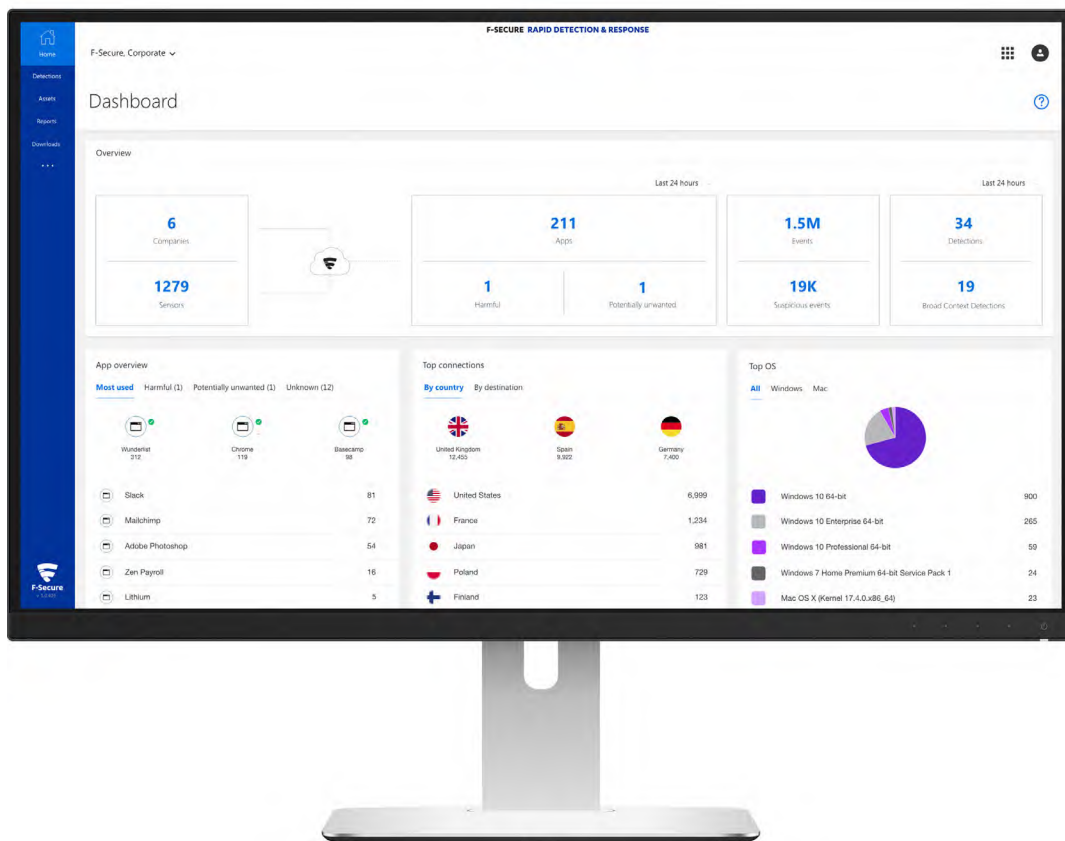 F-SECURE RAPID DETECTION & RESPONSE
Home
Detections
Assets
Reports
Downloads
...
F-Secure
F-Secure, Corporate
Dashboard
?
Overview
Last 24 hours
Last 24 hours
6
Companies
1279
Sensors
211
Apps
1
Harmful
1
Potentially unwanted
1.5M
Events
19K
Suspicious events
34
Detections
19
Broad Context Detections
App overview
Most used Harmful (1) Potentially unwanted (1) Unknown (12)
Wunderlist
212
Chrome
119
Basecamp
98
Slack 81
Mailchimp 72
Adobe Photoshop 54
Zen Payroll 16
Lithium 5
Top connections
By country By destination
United Kingdom
12,455
Spain
9,922
Germany
7,400
United States 6,999
France 1,234
Japan 981
Poland 729
Finland 123
Top OS
All Windows Mac
Windows 10 64-bit 900
Windows 10 Enterprise 64-bit 265
Windows 10 Professional 64-bit 59
Windows 7 Home Premium 64-bit Service Pack 1 24
Mac OS X (Kernel 17.4.0.x86_64) 23